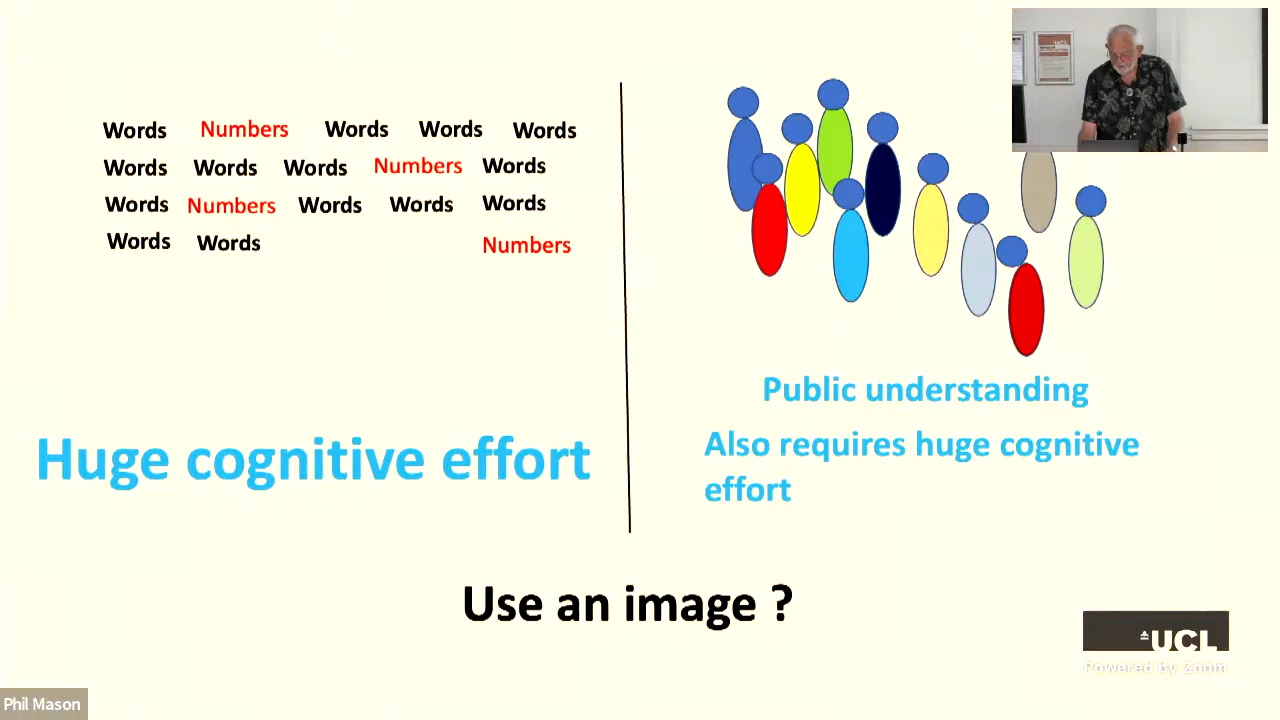 Words Numbers Words Words Words
Words Words Words Numbers Words
Words Numbers Words Words Words
Words Words Numbers
Huge cognitive effort
Public understanding
Also requires huge cognitive
effort
Use an image ?
UCL
UCL
Powered by Zoom
Phil Mason